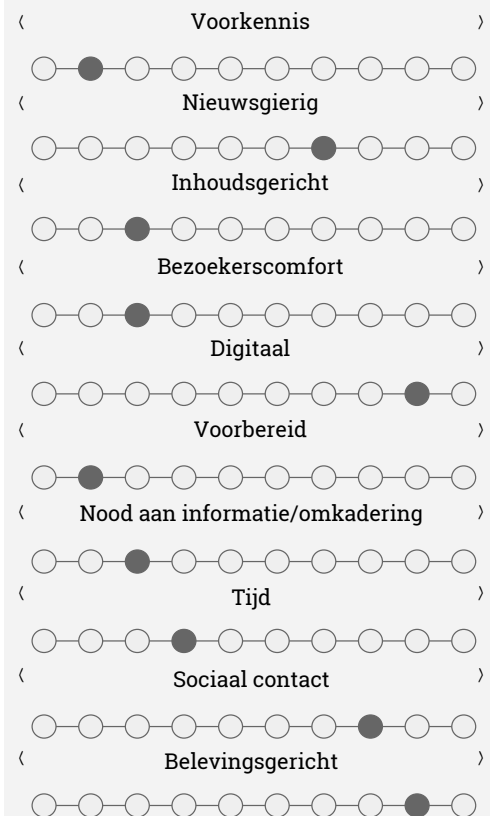 ‹ Voorkennis ›
‹ Nieuwsgierig ›
‹ Inhoudsgericht ›
‹ Bezoekerscomfort ›
‹ Digitaal ›
‹ Voorbereid ›
‹ Nood aan informatie/omkadering ›
‹ Tijd ›
‹ Sociaal contact ›
‹ Belevingsgericht ›